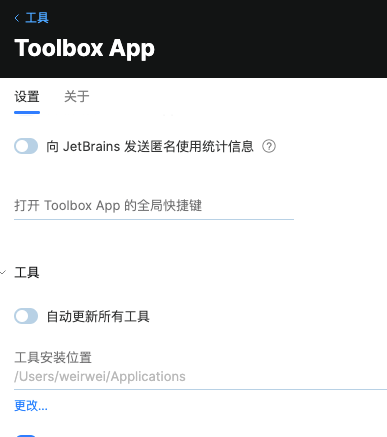 工具
Toolbox App
设置 关于
向 JetBrains 发送匿名使用统计信息 ?
打开 Toolbox App 的全局快捷键
工具
自动更新所有工具
工具安装位置
/Users/weirwei/Applications
更改...